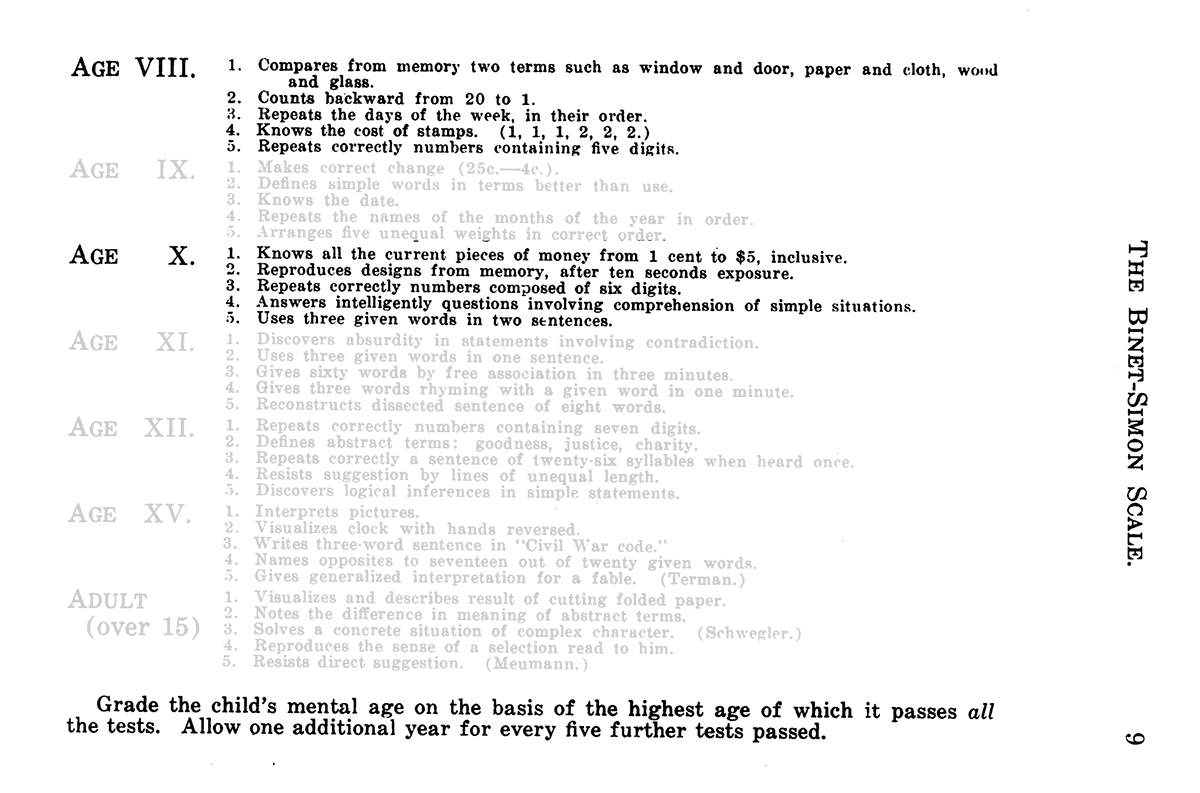 AGE VIII. 1. Compares from memory two terms such as window and door, paper and cloth, wood
and glass.
2. Counts backward from 20 to 1.
3. Repeats the days of the week, in their order.
4. Knows the cost of stamps. (1, 1, 1, 2, 2, 2.)
5. Repeats correctly numbers containing five digits.
AGE IX. 1. Makes correct change (25c.—4c.).
2. Defines simple words in terms better than use.
3. Knows the date.
4. Repeats the names of the months of the year in order.
5. Arranges five unequal weights in correct order.
AGE X. 1. Knows all the current pieces of money from 1 cent to $5, inclusive.
2. Reproduces designs from memory, after ten seconds exposure.
3. Repeats correctly numbers composed of six digits.
4. Answers intelligently questions involving comprehension of simple situations.
5. Uses three given words in two sentences.
AGE XI. 1. Discovers absurdity in statements involving contradiction.
2. Uses three given words in one sentence.
3. Gives sixty words by free association in three minutes.
4. Gives three words rhyming with a given word in one minute.
5. Reconstructs dissected sentence of eight words.
AGE XII. 1. Repeats correctly numbers containing seven digits.
2. Defines abstract terms: goodness, justice, charity.
3. Repeats correctly a sentence of twenty-six syllables when heard once.
4. Resists suggestion by lines of unequal length.
5. Discovers logical inferences in simple statements.
AGE XV. 1. Interprets pictures.
2. Visualizes clock with hands reversed.
3. Writes three-word sentence in "Civil War code."
4. Names opposites to seventeen out of twenty given words.
5. Gives generalized interpretation for a fable. (Terman.)
ADULT 1. Visualizes and describes result of cutting folded paper.
2. Notes the difference in meaning of abstract terms.
(over 15) 3. Solves a concrete situation of complex character. (Schwegler.)
4. Reproduces the sense of a selection read to him.
5. Resists direct suggestion. (Meumann.)
Grade the child's mental age on the basis of the highest age of which it passes all
the tests. Allow one additional year for every five further tests passed.
THE BINET-SIMON SCALE.
9